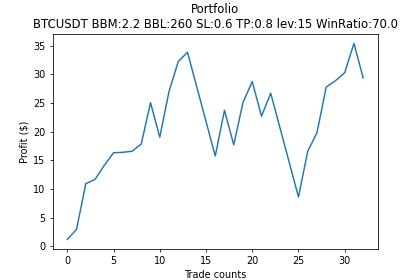 Portfolio
BTCUSDT BBM:2.2 BBL:260 SL:0.6 TP:0.8 lev:15 WinRatio:70.0
35
30
25
20
15
10
5
0
Profit ($)
0 5 10 15 20 25 30
Trade counts